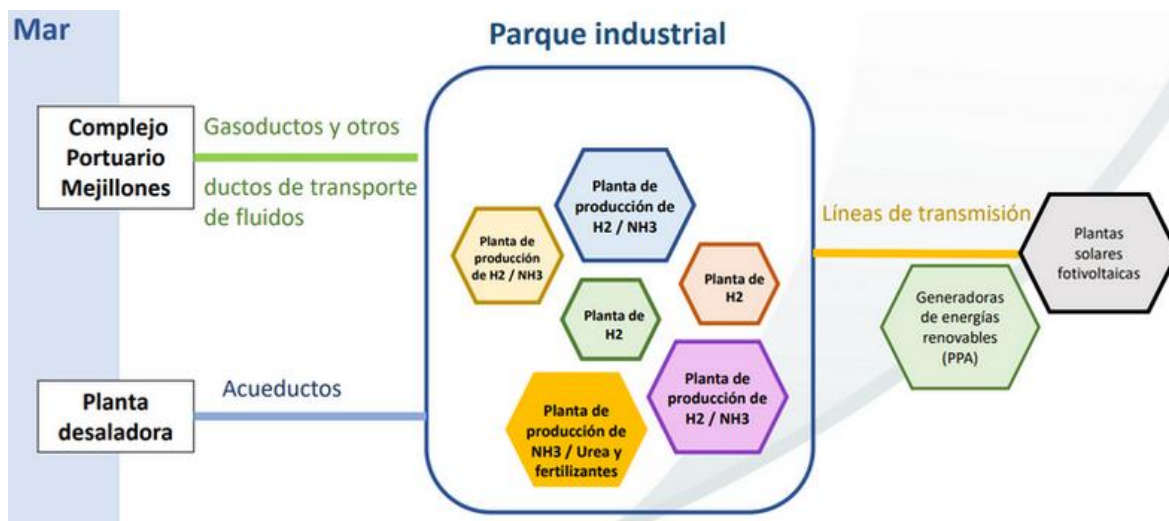 Mar
Parque industrial
Complejo
Portuario
Mejillones
Gasoductos y otros
ductos de transporte
de fluidos
Planta de
producción de
H2 / NH3
Planta de
producción
de H2 / NH3
Planta de
H2
Planta de
H2
Planta de
producción de
H2 / NH3
Planta de
producción de
NH3 / Urea y
fertilizantes
Líneas de transmisión
Plantas
solares
fotivoltaicas
Generadoras
de energías
renovables
(PPA)
Acueductos
Planta
desaladora